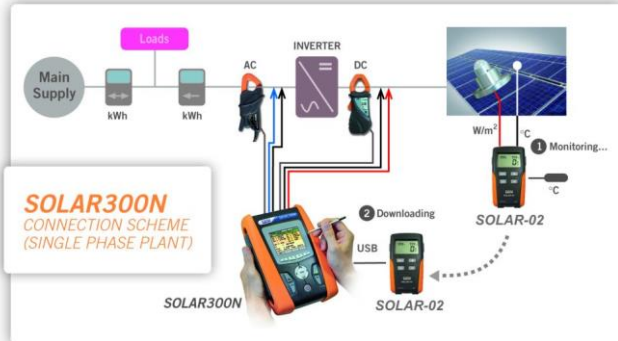 Loads
Main
Supply
kWh
kWh
AC
INVERTER
DC
W/m²
°C
1 Monitoring...
°C
SOLAR-02
SOLAR300N
CONNECTION SCHEME
(SINGLE PHASE PLANT)
2 Downloading
USB
SOLAR300N
SOLAR-02